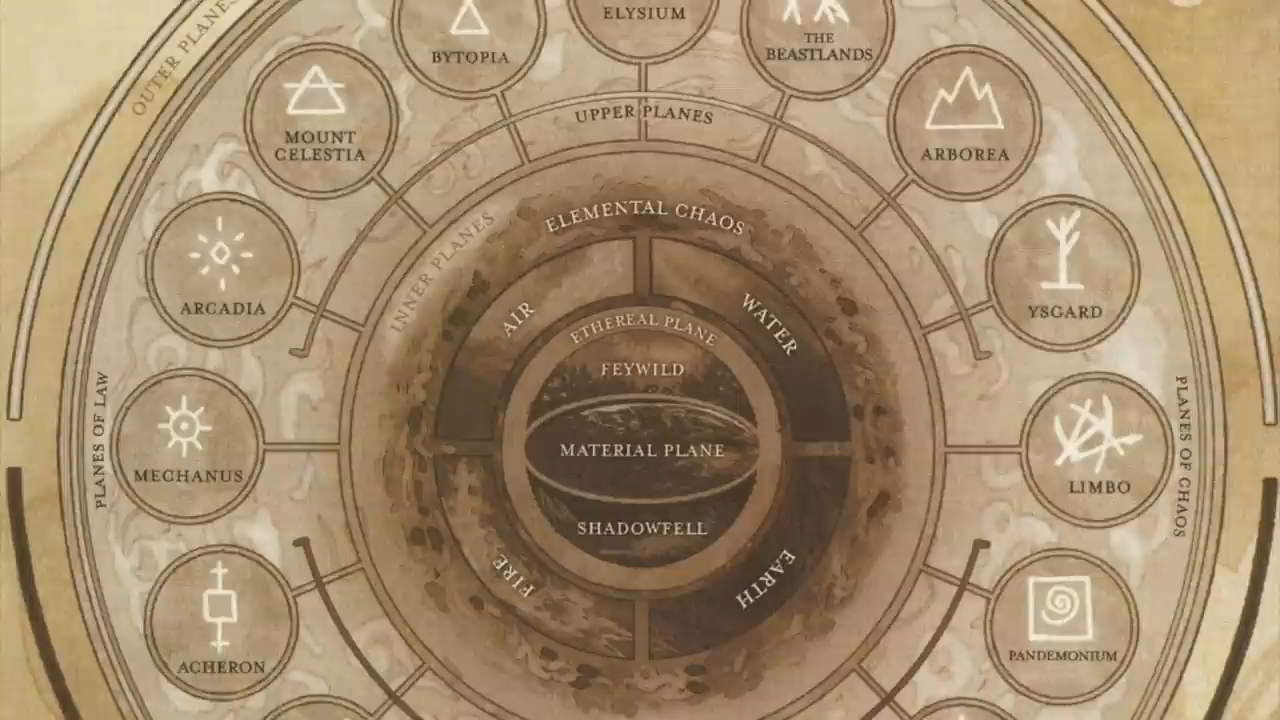 OUTER PLANES
ELYSIUM
BYTOPIA
THE
BEASTLANDS
UPPER PLANES
MOUNT
CELESTIA
ARBOREA
ELEMENTAL CHAOS
INNER PLANES
ARCADIA
YSGARD
AIR
WATER
ETHEREAL PLANE
FEYWILD
PLANES OF LAW
PLANES OF CHAOS
MATERIAL PLANE
MECHANUS
LIMBO
SHADOWFELL
FIRE
EARTH
ACHERON
PANDEMONIUM